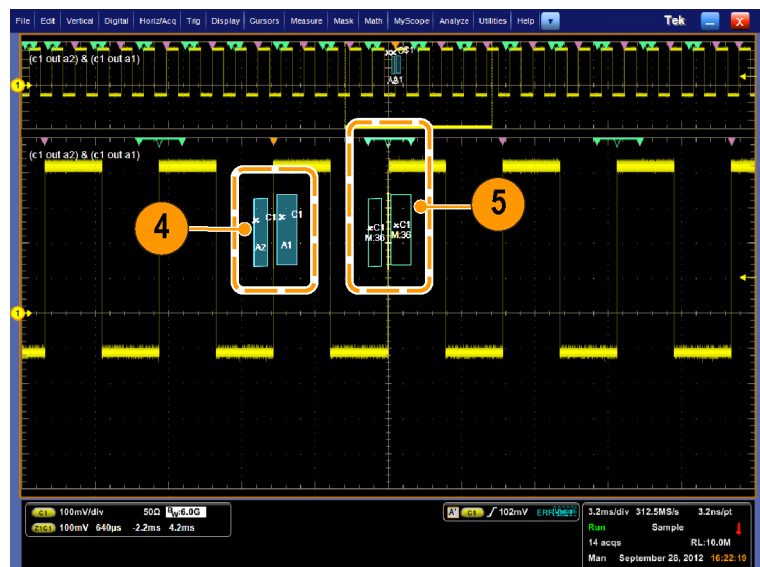 File Edit Vertical Digital Horiz/Acq Trig Display Cursors Measure Mask Math MyScope Analyze Utilities Help Tek
(c1 out a2) & (c1 out a1)
1
(c1 out a2) & (c1 out a1)
4
5
C1 C1
A2 A1
C1 C1
M:36 M:36
1
C1 100mV/div 50Ω BW:6.0G
Z1C1 100mV 640µs -2.2ms 4.2ms
A' C1 102mV
3.2ms/div 312.5MS/s 3.2ns/pt
Run Sample
14 acqs RL:10.0M
Man September 28, 2012 16:22:19